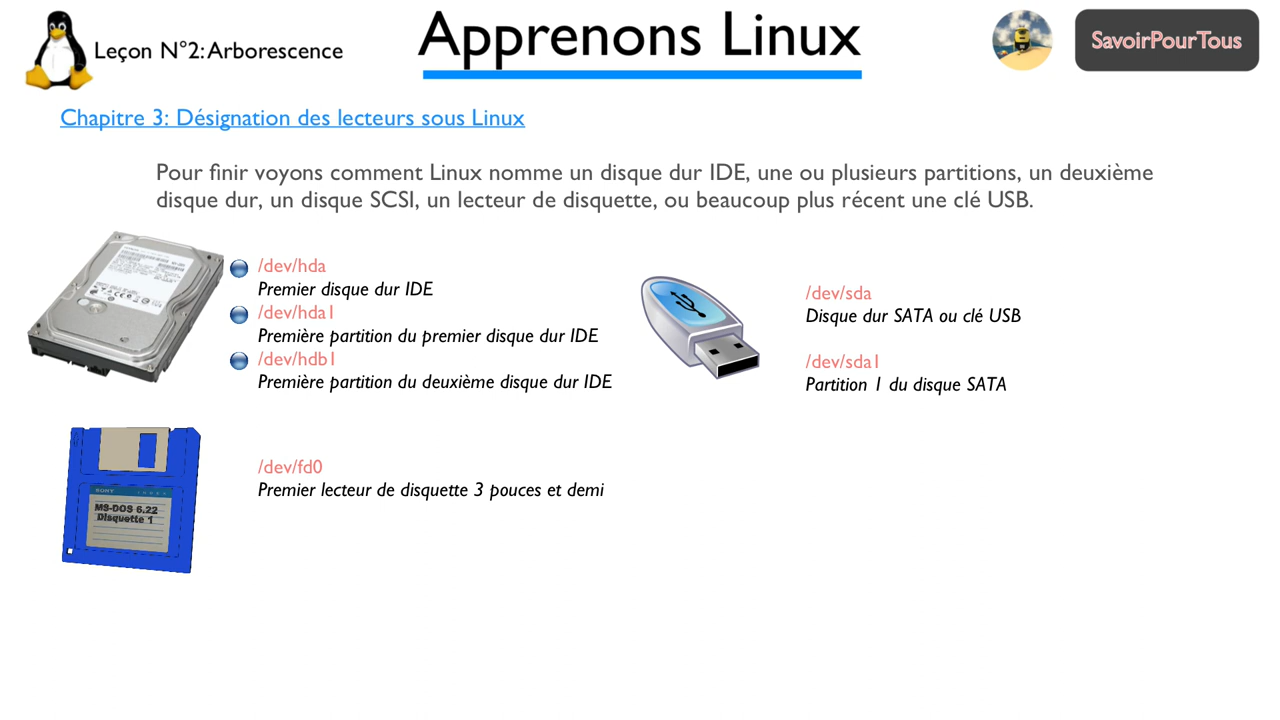 Leçon N°2: Arborescence
Apprenons Linux
SavoirPourTous
Chapitre 3: Désignation des lecteurs sous Linux
Pour finir voyons comment Linux nomme un disque dur IDE, une ou plusieurs partitions, un deuxième
disque dur, un disque SCSI, un lecteur de disquette, ou beaucoup plus récent une clé USB.
/dev/hda
Premier disque dur IDE
/dev/hda1
Première partition du premier disque dur IDE
/dev/hdb1
Première partition du deuxième disque dur IDE
/dev/sda
Disque dur SATA ou clé USB
/dev/sda1
Partition 1 du disque SATA
/dev/fd0
Premier lecteur de disquette 3 pouces et demi
SONY
MS-DOS 6.22
Disquette 1